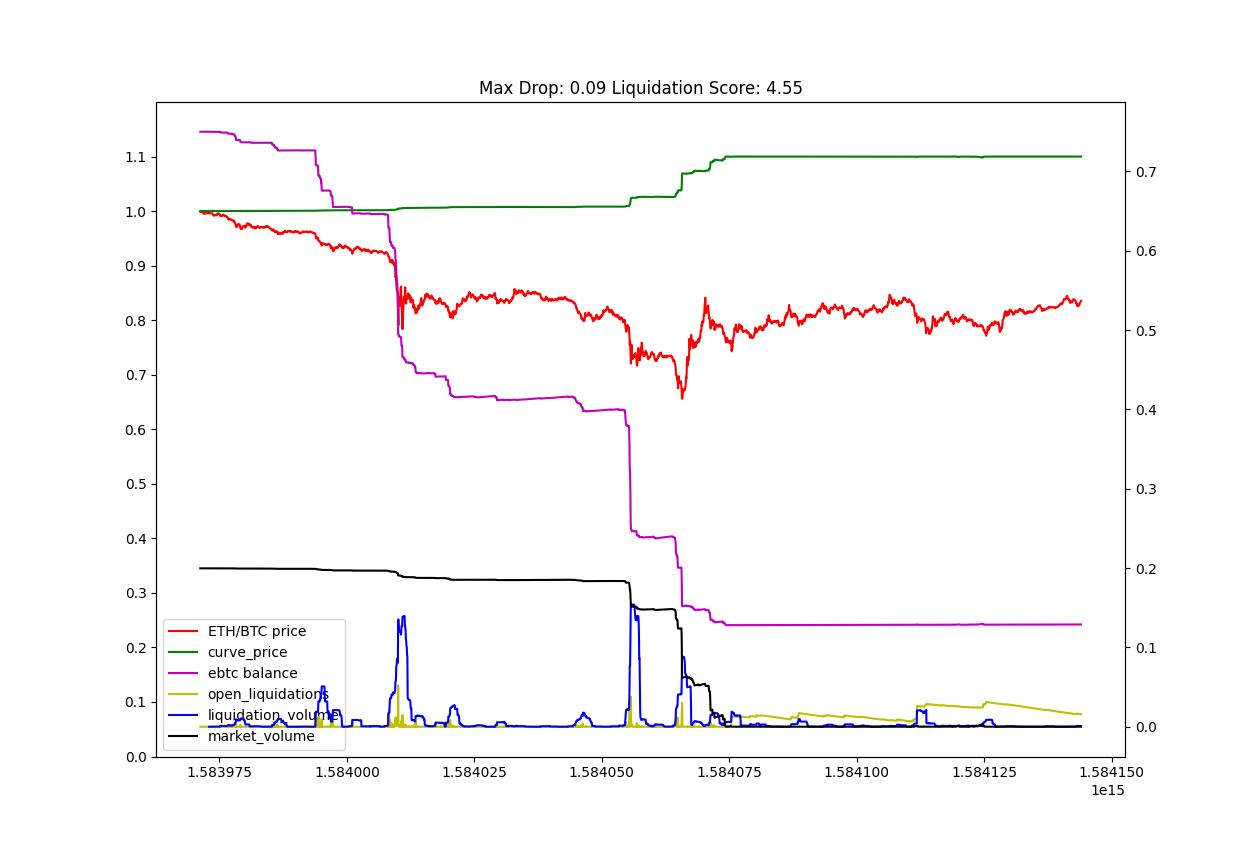 Max Drop: 0.09 Liquidation Score: 4.55
1.1
1.0
0.9
0.8
0.7
0.6
0.5
0.4
0.3
0.2
0.1
0.0
0.7
0.6
0.5
0.4
0.3
0.2
0.1
0.0
ETH/BTC price
curve_price
ebtc balance
open_liquidations
liquidation_volume
market_volume
1.583975 1.584000 1.584025 1.584050 1.584075 1.584100 1.584125 1.584150
1e15